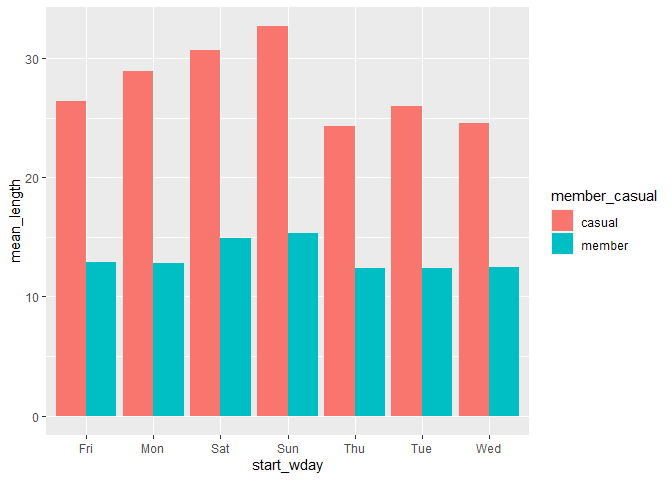 30
20
10
0
mean_length
Fri Mon Sat Sun Thu Tue Wed
start_wday
member_casual
casual
member